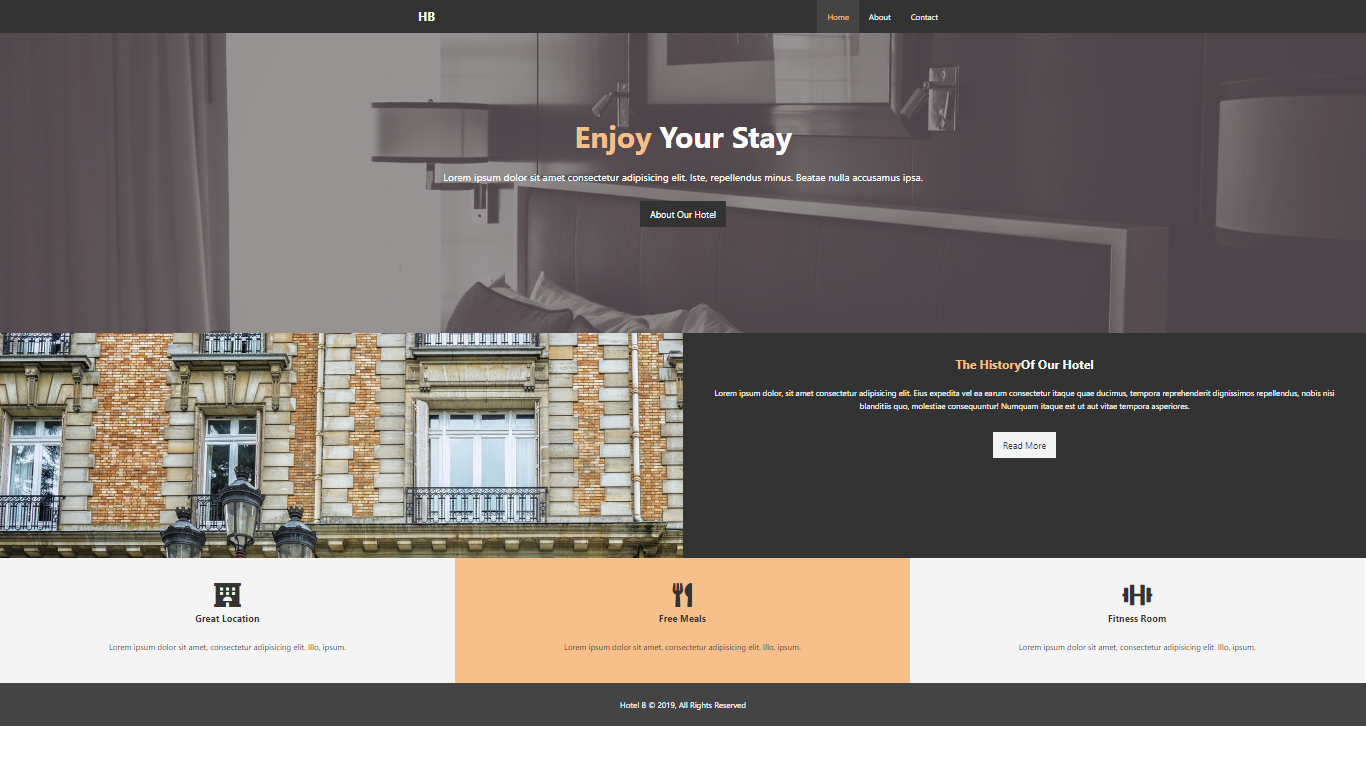 HB
Home About Contact
Enjoy Your Stay
Lorem ipsum dolor sit amet consectetur adipisicing elit. Iste, repellendus minus. Beatae nulla accusamus ipsa.
About Our Hotel
The HistoryOf Our Hotel
Lorem ipsum dolor, sit amet consectetur adipisicing elit. Eius expedita vel ea earum consectetur itaque quae ducimus, tempora reprehenderit dignissimos repellendus, nobis nisi
blanditiis quo, molestiae consequuntur! Numquam itaque est ut aut vitae tempora asperiores.
Read More
Great Location
Lorem ipsum dolor sit amet, consectetur adipisicing elit. Illo, ipsum.
Free Meals
Lorem ipsum dolor sit amet, consectetur adipisicing elit. Illo, ipsum.
Fitness Room
Lorem ipsum dolor sit amet, consectetur adipisicing elit. Illo, ipsum.
Hotel B © 2019, All Rights Reserved